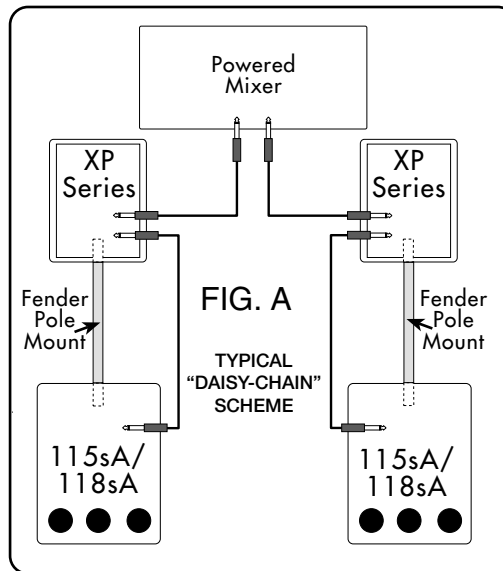 Powered
Mixer
XP
Series
XP
Series
Fender
Pole
Mount
FIG. A
Fender
Pole
Mount
TYPICAL
“DAISY-CHAIN”
SCHEME
115sA/
118sA
115sA/
118sA